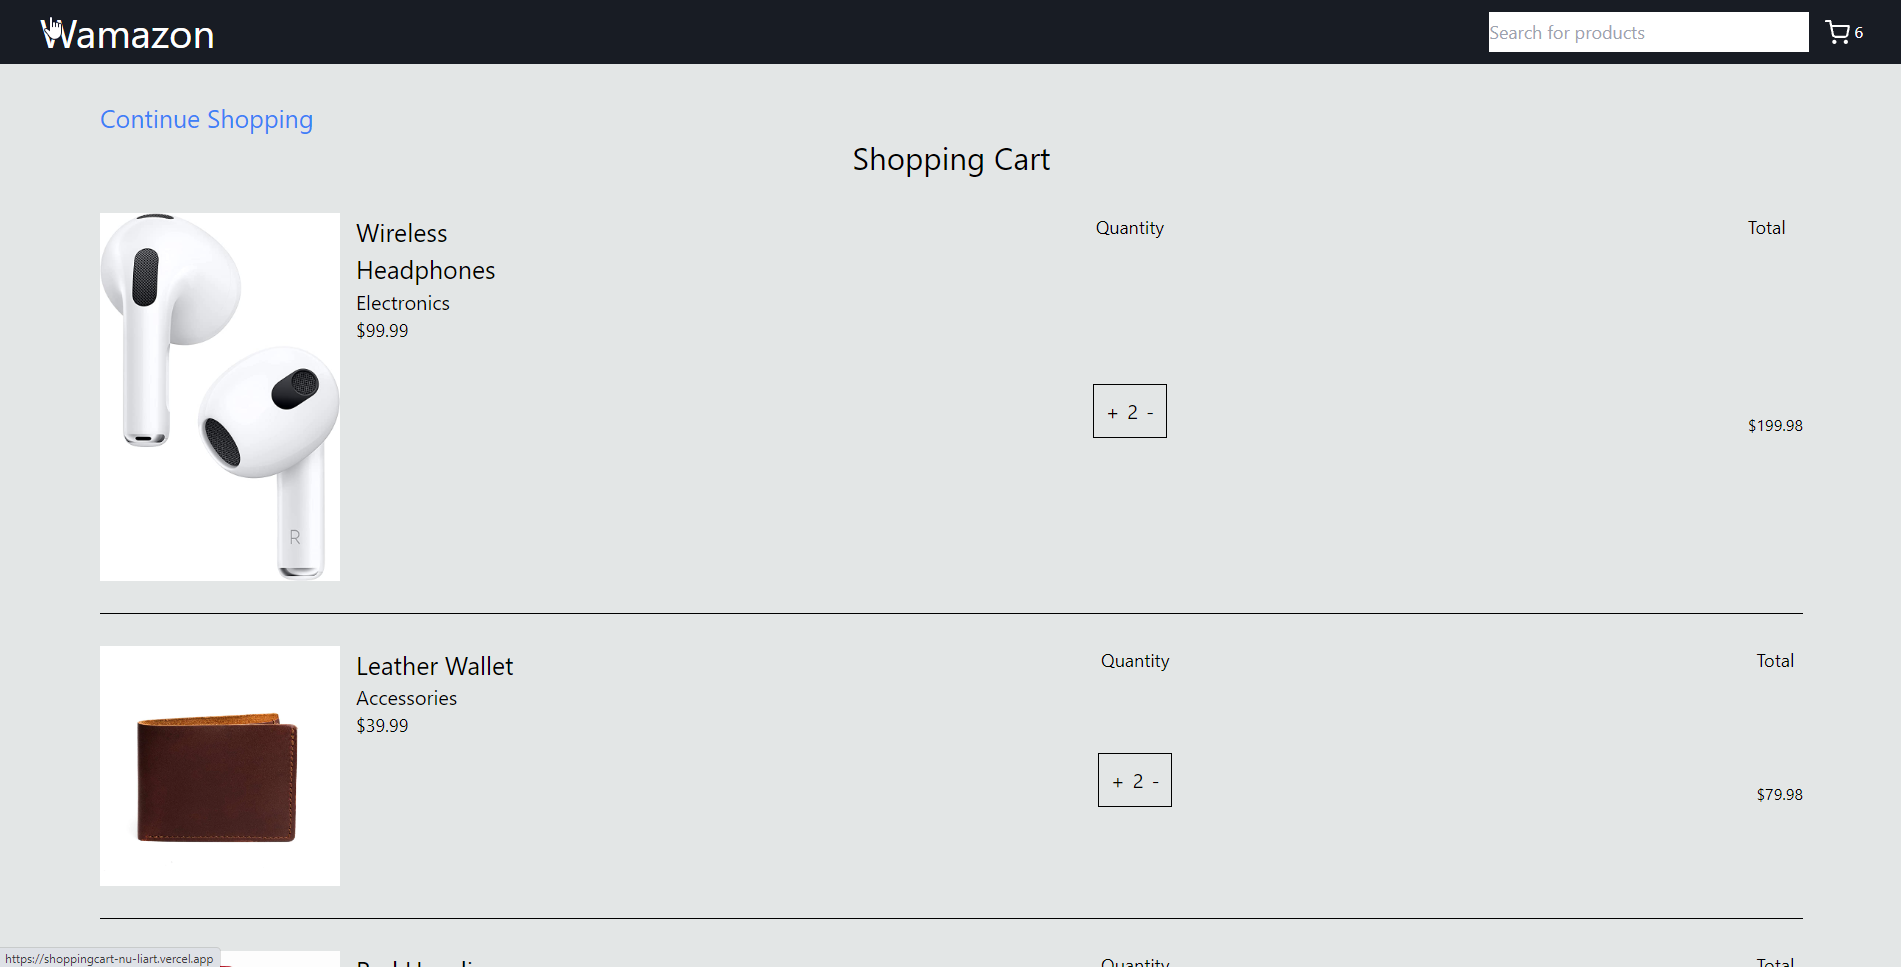 Wamazon
Search for products
6
Continue Shopping
Shopping Cart
Wireless
Headphones
Electronics
$99.99
Quantity
+ 2 -
Total
$199.98
R
Leather Wallet
Accessories
$39.99
Quantity
+ 2 -
Total
$79.98
Quantity
Total
https://shoppingcart-nu-liart.vercel.app